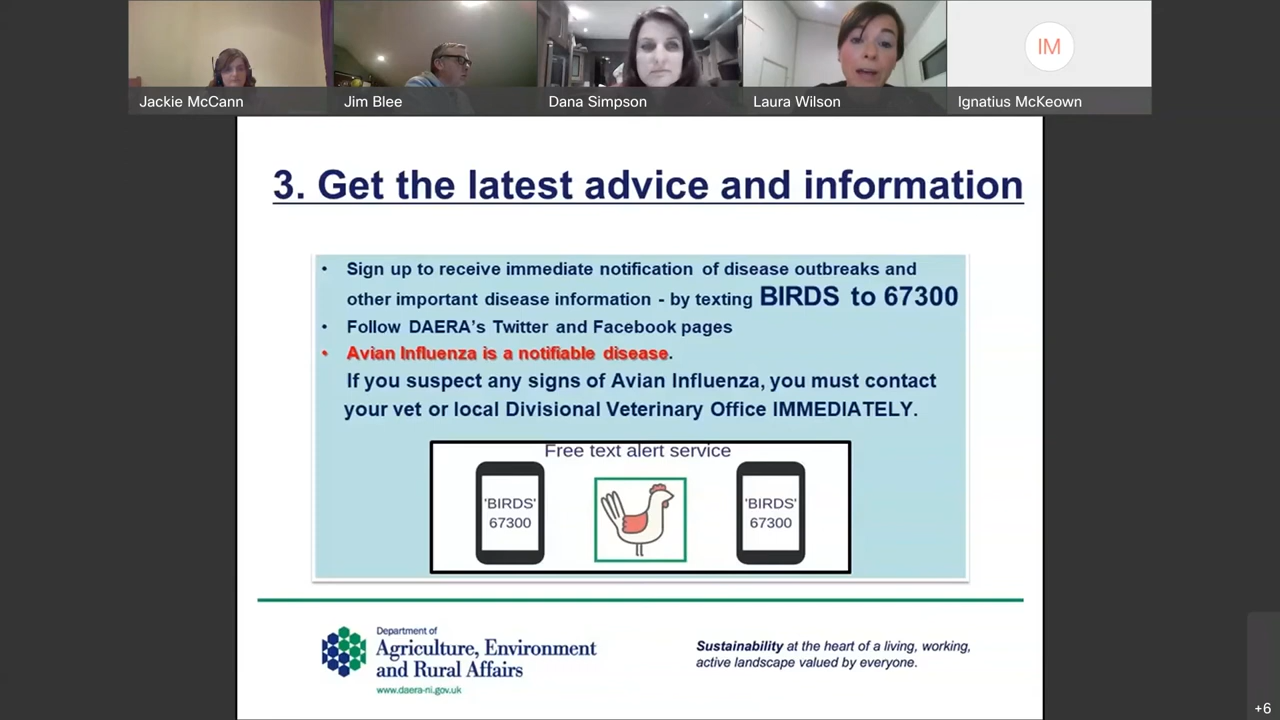 IM
Jackie McCann
Jim Blee
Dana Simpson
Laura Wilson
Ignatius McKeown
3. Get the latest advice and information
• Sign up to receive immediate notification of disease outbreaks and
other important disease information - by texting BIRDS to 67300
• Follow DAERA's Twitter and Facebook pages
• Avian Influenza is a notifiable disease.
If you suspect any signs of Avian Influenza, you must contact
your vet or local Divisional Veterinary Office IMMEDIATELY.
Free text alert service
'BIRDS'
67300
'BIRDS'
67300
Department of
Agriculture, Environment
and Rural Affairs
www.daera-ni.gov.uk
Sustainability at the heart of a living, working,
active landscape valued by everyone.
+6